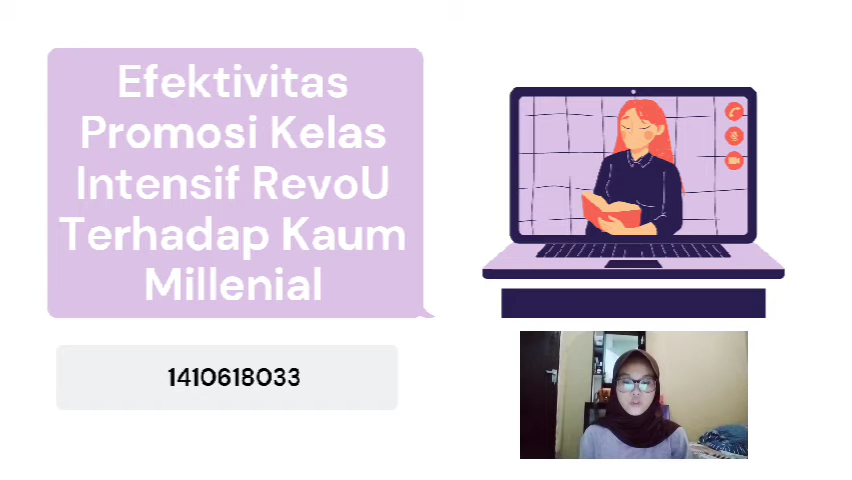 Efektivitas
Promosi Kelas
Intensif RevoU
Terhadap Kaum
Millenial
1410618033